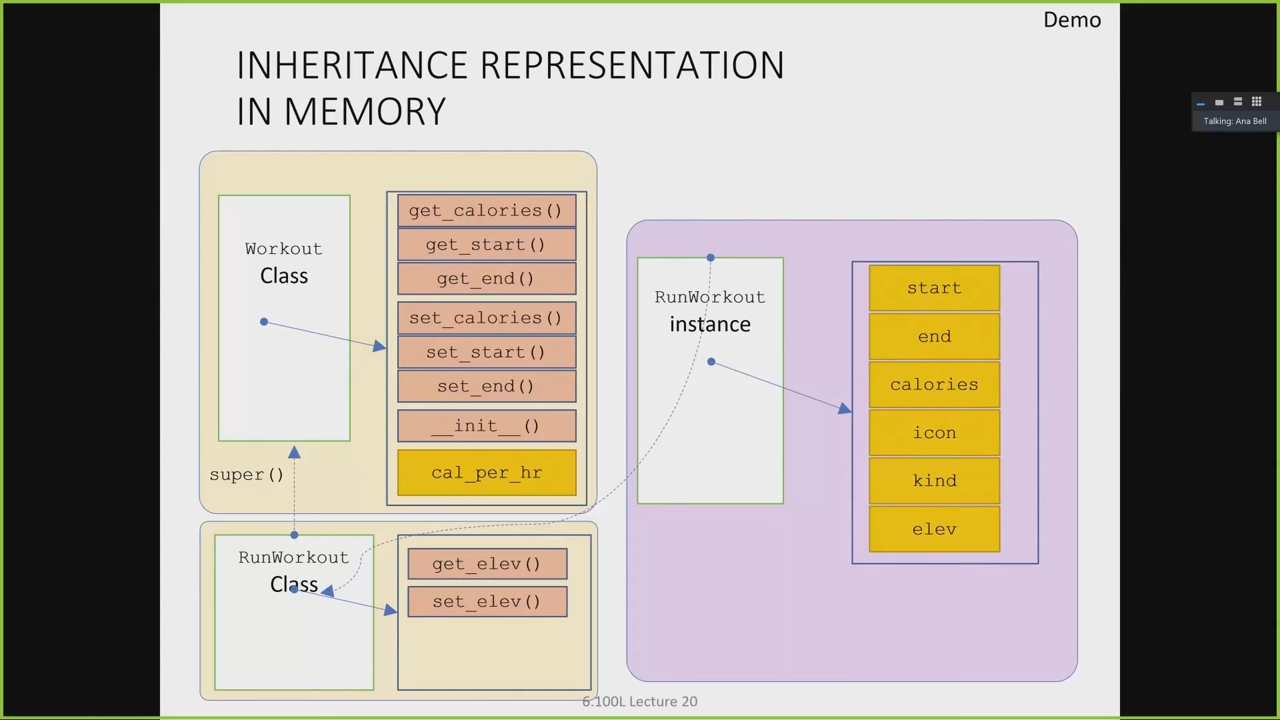 Demo
INHERITANCE REPRESENTATION
IN MEMORY
Talking: Ana Bell
Workout
Class
get_calories()
get_start()
get_end()
set_calories()
set_start()
set_end()
__init__()
cal_per_hr
super()
RunWorkout
Class
get_elev()
set_elev()
RunWorkout
instance
start
end
calories
icon
kind
elev
6.100L Lecture 20